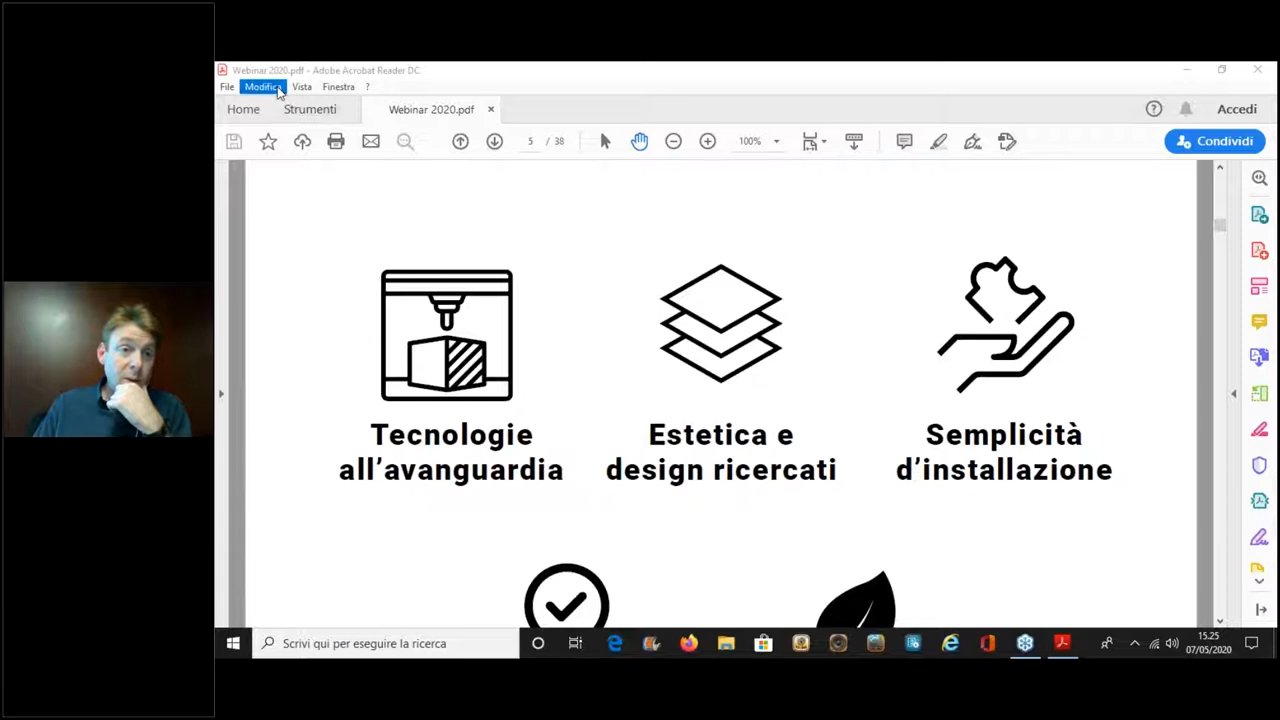 Webinar 2020.pdf - Adobe Acrobat Reader DC
File Modifica Vista Finestra ?
Home Strumenti Webinar 2020.pdf × ? Accedi
5 / 38 100% Condividi
Tecnologie
all’avanguardia
Estetica e
design ricercati
Semplicità
d’installazione
Scrivi qui per eseguire la ricerca
15.25
07/05/2020